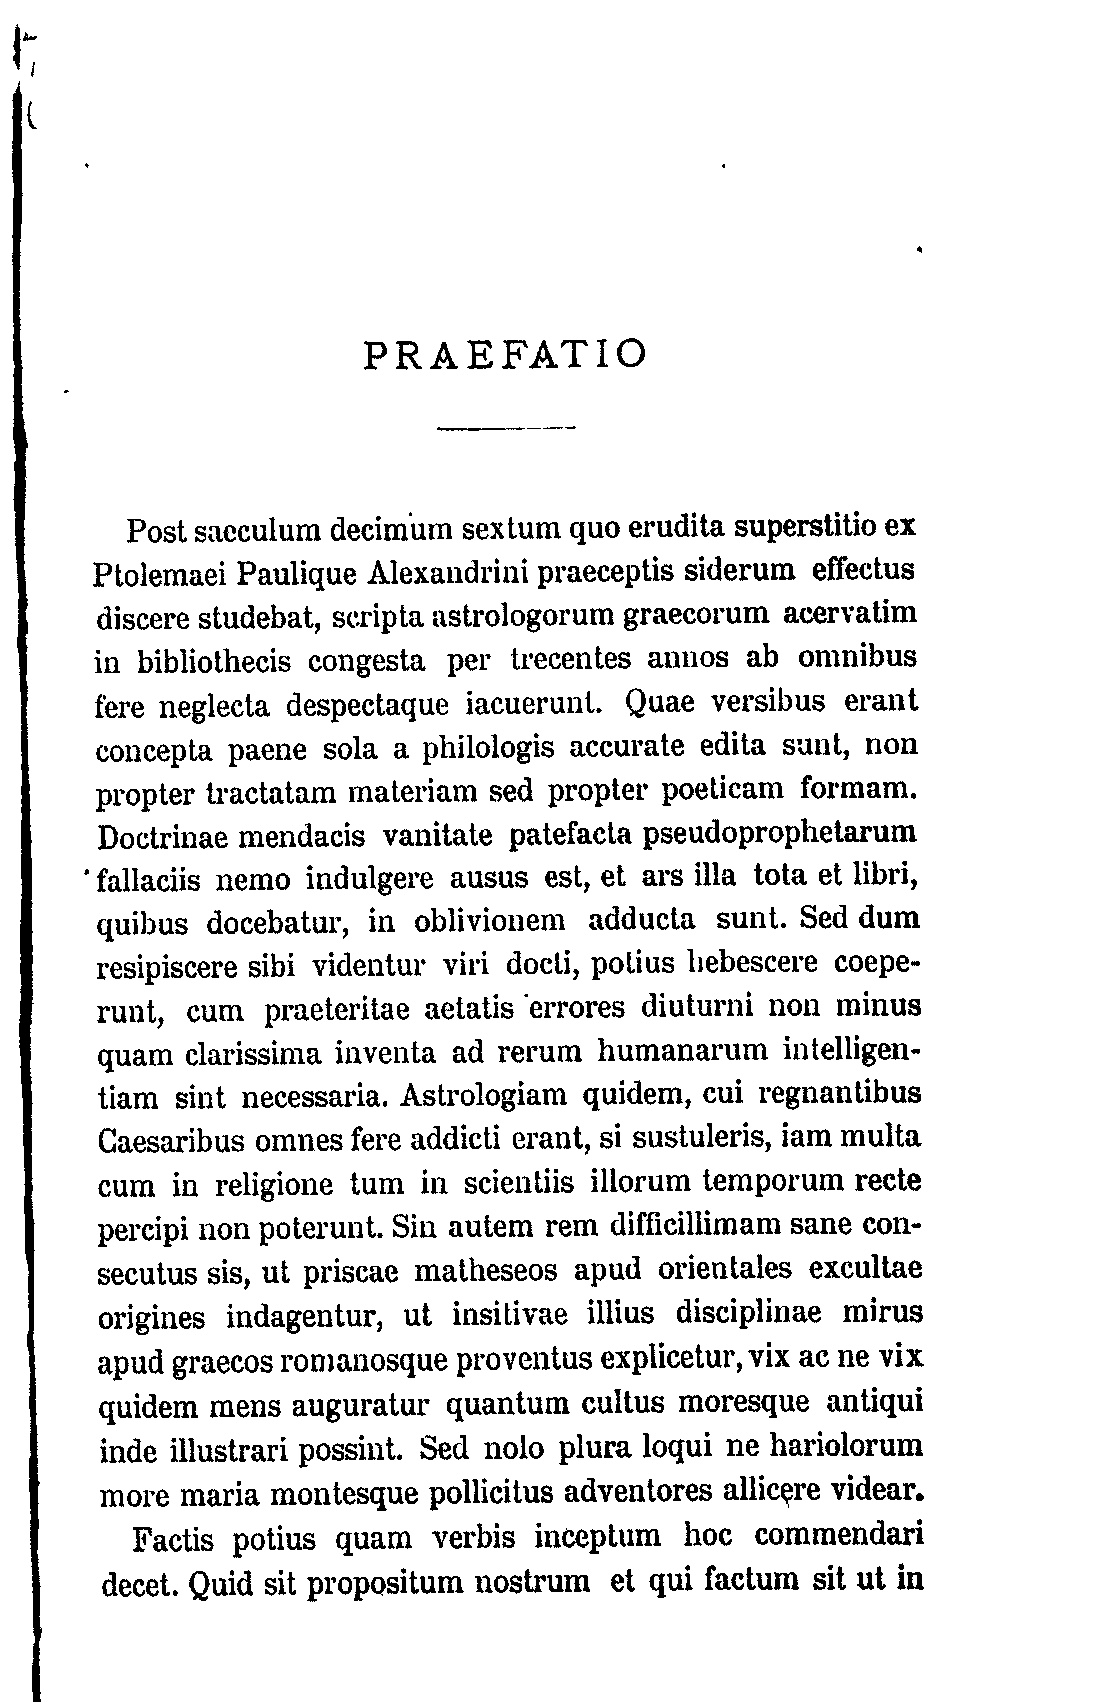 PRAEFATIO
Post saeculum decimum sextum quo erudita superstitio ex
Ptolemaei Paulique Alexandrini praeceptis siderum effectus
discere studebat, scripta astrologorum graecorum acervatim
in bibliothecis congesta per trecentes annos ab omnibus
fere neglecta despectaque iacuerunt. Quae versibus erant
concepta paene sola a philologis accurate edita sunt, non
propter tractatam materiam sed propter poeticam formam.
Doctrinae mendacis vanitate patefacta pseudoprophetarum
fallaciis nemo indulgere ausus est, et ars illa tota et libri,
quibus docebatur, in oblivionem adducta sunt. Sed dum
resipiscere sibi videntur viri docti, potius hebescere coepe-
runt, cum praeteritae aetatis errores diuturni non minus
quam clarissima inventa ad rerum humanarum intelligen-
tiam sint necessaria. Astrologiam quidem, cui regnantibus
Caesaribus omnes fere addicti erant, si sustuleris, iam multa
cum in religione tum in scientiis illorum temporum recte
percipi non poterunt. Sin autem rem difficillimam sane con-
secutus sis, ut priscae matheseos apud orientales excultae
origines indagentur, ut insitivae illius disciplinae mirus
apud graecos romanosque proventus explicetur, vix ac ne vix
quidem mens auguratur quantum cultus moresque antiqui
inde illustrari possint. Sed nolo plura loqui ne hariolorum
more maria montesque pollicitus adventores allicere videar.
Factis potius quam verbis inceptum hoc commendari
decet. Quid sit propositum nostrum et qui factum sit ut in